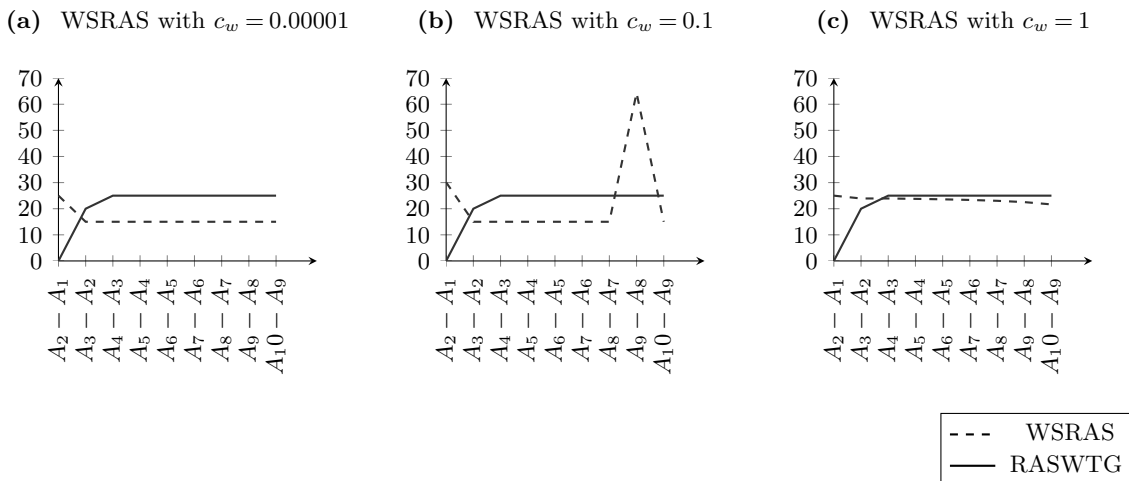 (a) WSRAS with c_w = 0.00001
70
60
50
40
30
20
10
0
A₂ − A₁
A₃ − A₂
A₄ − A₃
A₅ − A₄
A₆ − A₅
A₇ − A₆
A₈ − A₇
A₉ − A₈
A₁0 − A₉
(b) WSRAS with c_w = 0.1
70
60
50
40
30
20
10
0
A₂ − A₁
A₃ − A₂
A₄ − A₃
A₅ − A₄
A₆ − A₅
A₇ − A₆
A₈ − A₇
A₉ − A₈
A₁0 − A₉
(c) WSRAS with c_w = 1
70
60
50
40
30
20
10
0
A₂ − A₁
A₃ − A₂
A₄ − A₃
A₅ − A₄
A₆ − A₅
A₇ − A₆
A₈ − A₇
A₉ − A₈
A₁0 − A₉
WSRAS
RASWTG